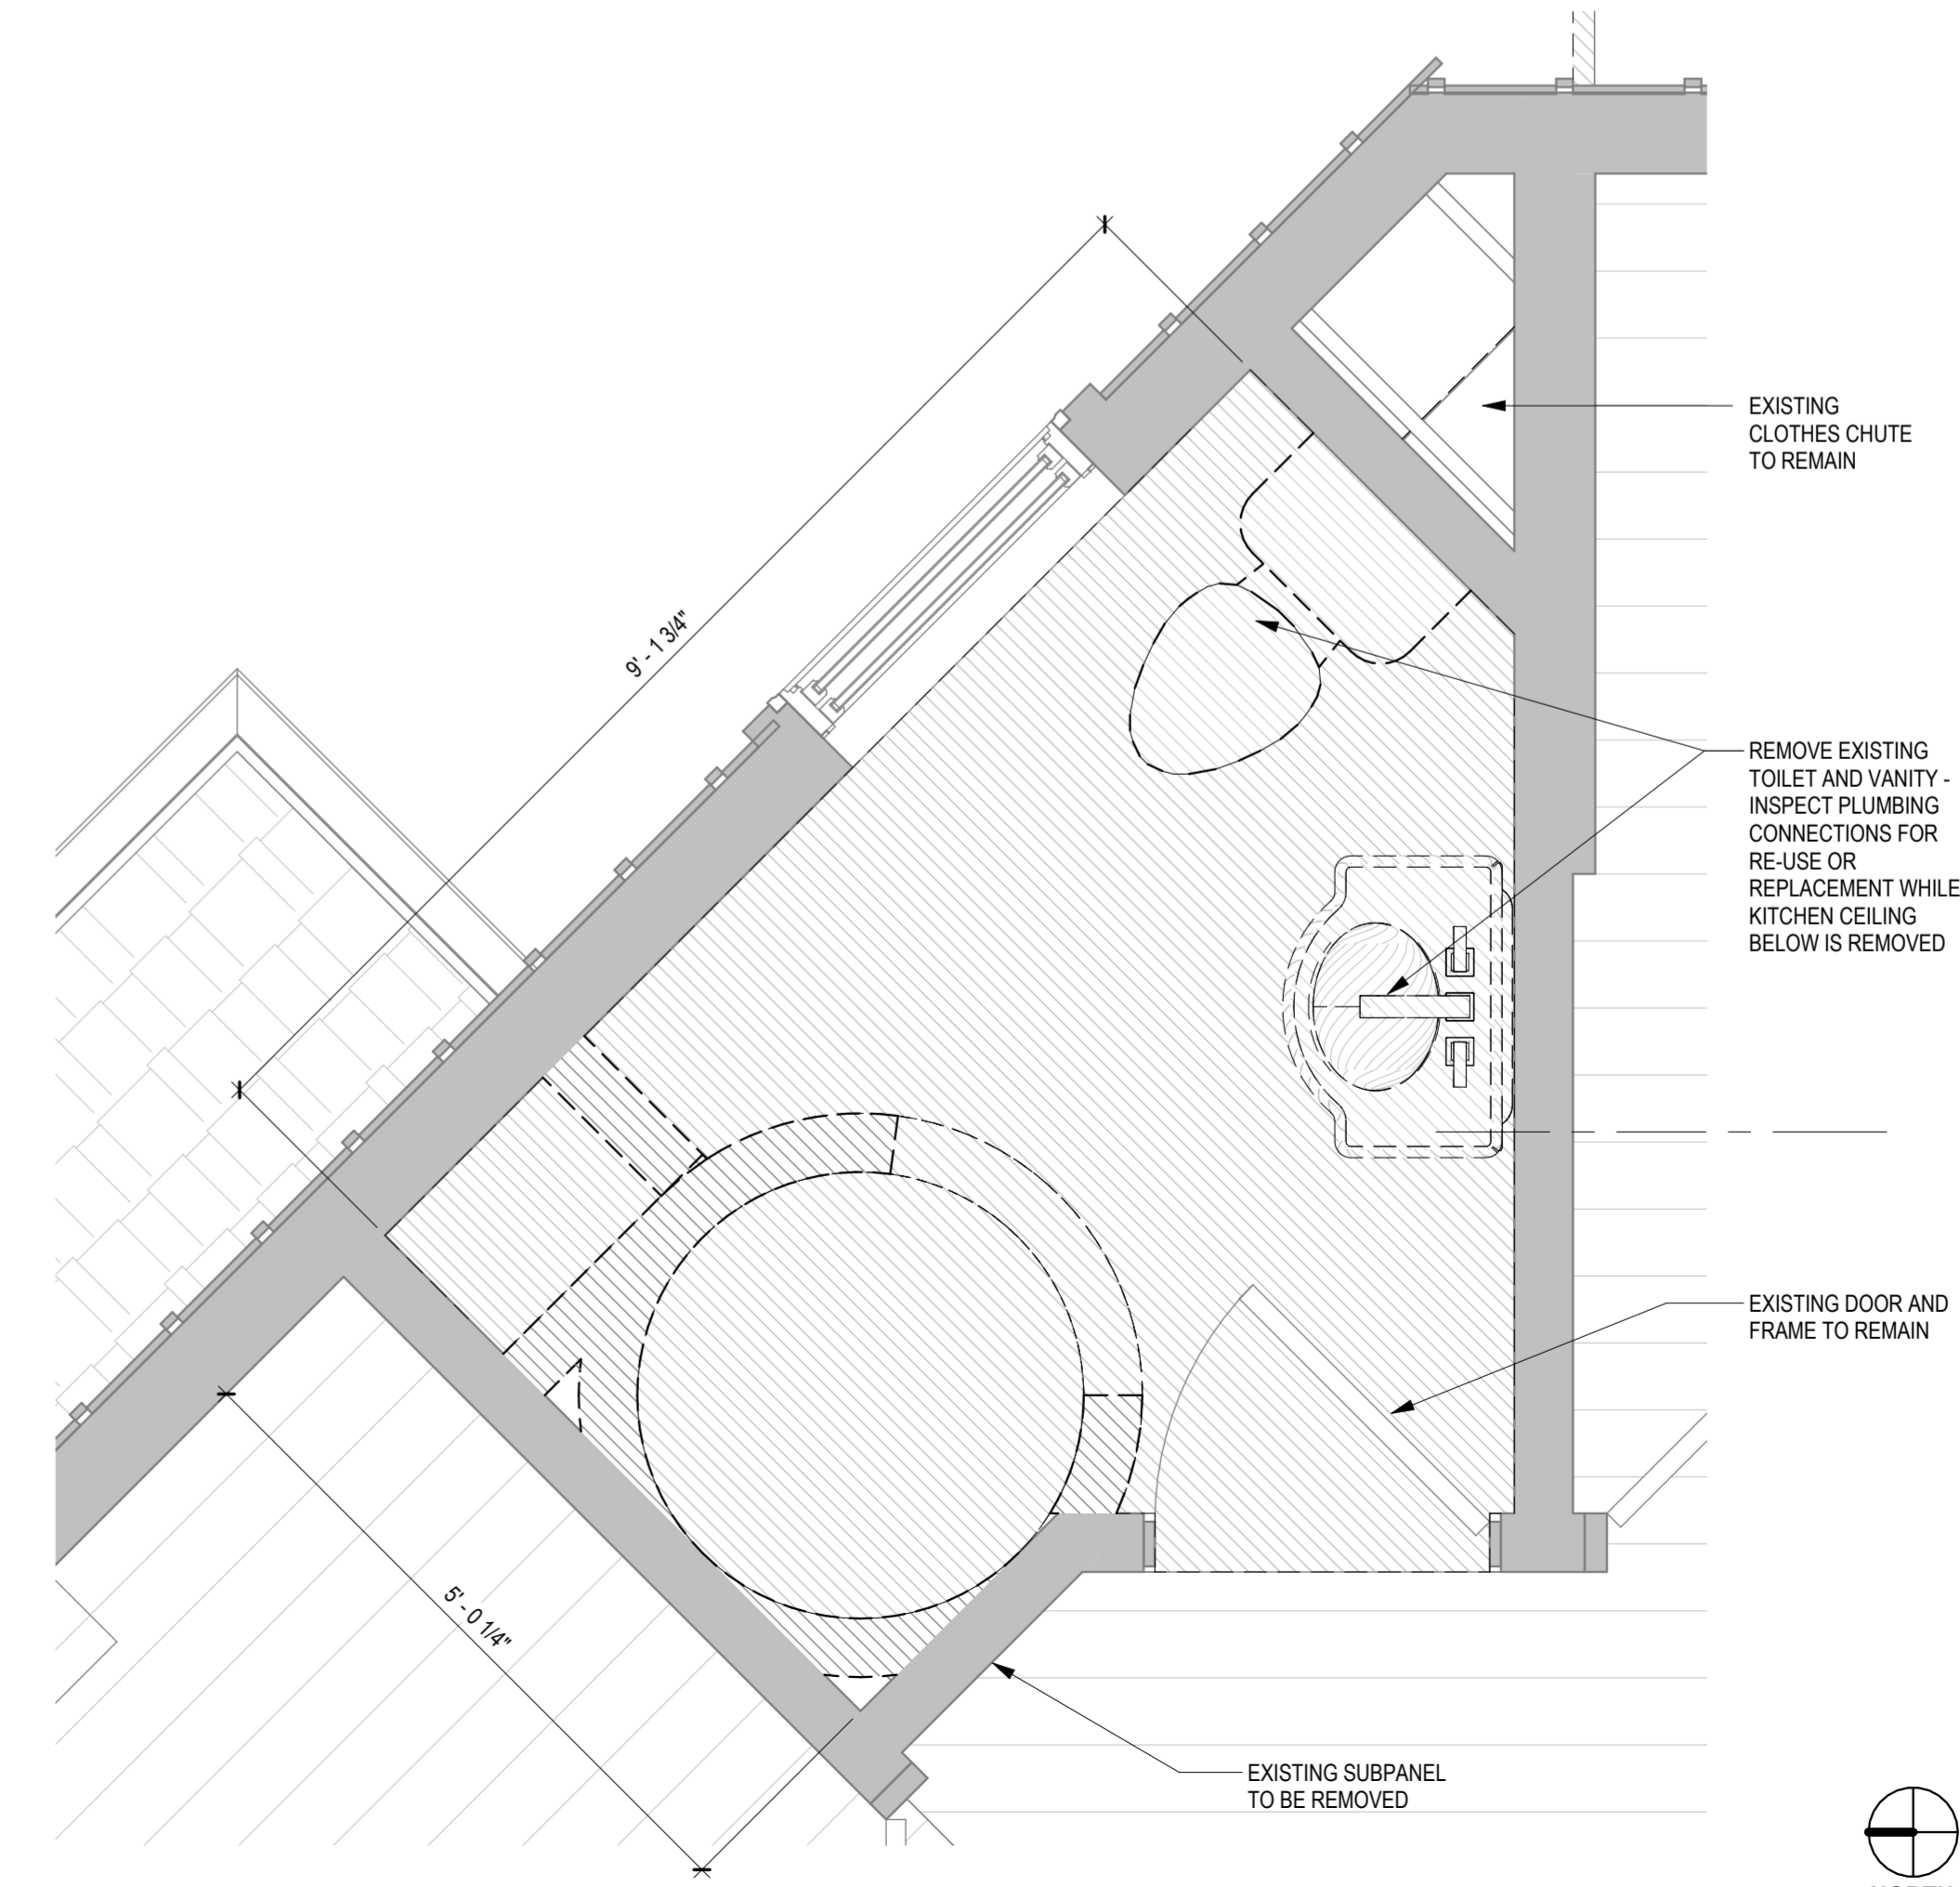 EXISTING
CLOTHES CHUTE
TO REMAIN
9' - 1 3/4"
REMOVE EXISTING
TOILET AND VANITY -
INSPECT PLUMBING
CONNECTIONS FOR
RE-USE OR
REPLACEMENT WHILE
KITCHEN CEILING
BELOW IS REMOVED
EXISTING DOOR AND
FRAME TO REMAIN
5' - 0 1/4"
EXISTING SUBPANEL
TO BE REMOVED